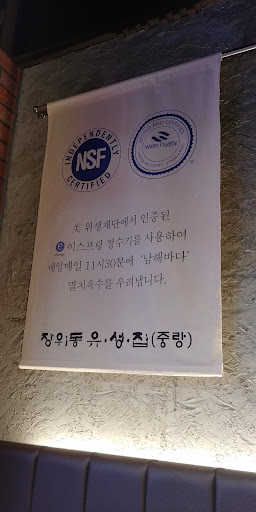 INDEPENDENTLY
NSF
CERTIFIED
Water Quality
美 위생재단에서 인증된
e 이스프링 정수기를 사용하여
매일매일 11시30분에 '남해바다'
멸치육수를 우려냅니다.
장위동 유·성·집(중랑)